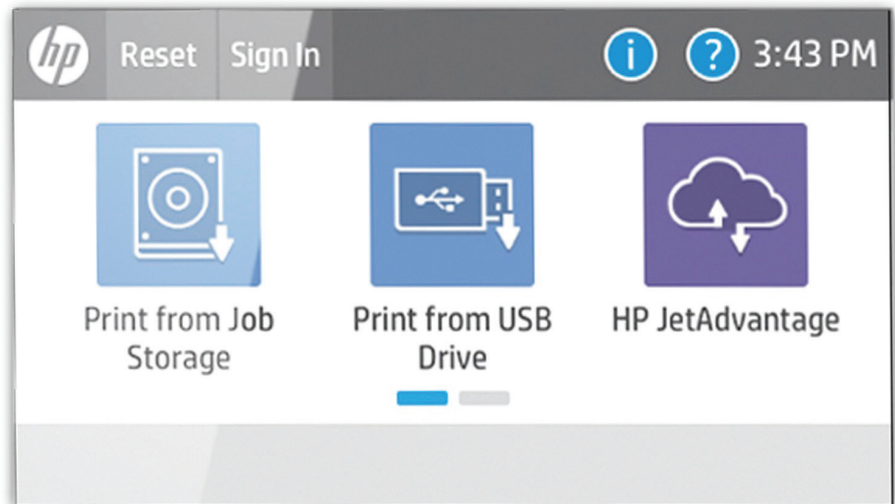 hp
Reset
Sign In
i
?
3:43 PM
Print from Job
Storage
Print from USB
Drive
HP JetAdvantage